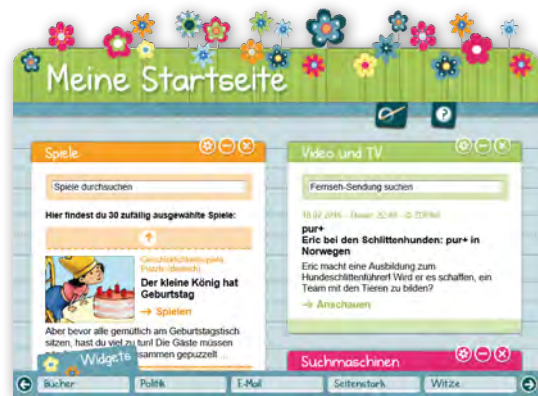 Meine Startseite
Spiele
Spiele durchsuchen
Hier findest du 30 zufällig ausgewählte Spiele:
Geschicklichkeitsspiele,
Puzzle (deutsch)
Der kleine König hat
Geburtstag
→ Spielen
Aber bevor alle gemütlich am Geburtstagstisch
sitzen, hast du viel zu tun! Die Gäste müssen
sammen gepuzzelt ...
Video und TV
Fernseh-Sendung suchen
pur+
Eric bei den Schlittenhunden: pur+ in
Norwegen
Eric macht eine Ausbildung zum
Hundeschlittenführer! Wird er es schaffen, ein
Team mit den Tieren zu bilden?
→ Anschauen
Suchmaschinen
Widgets
Bücher
Politik
E-Mail
Seitenstark
Witze